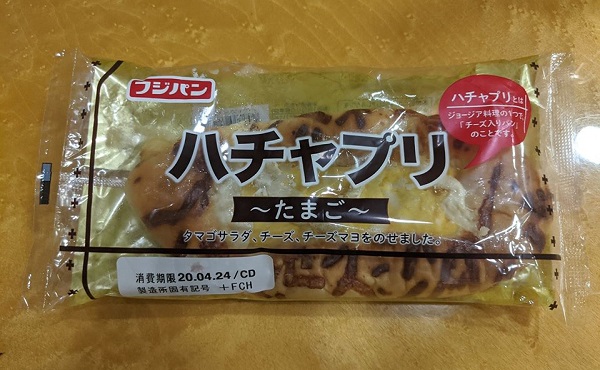 フジパン
ハチャプリ
～たまご～
タマゴサラダ、チーズ、チーズマヨをのせました。
ハチャプリとは
ジョージア料理の1つで、
「チーズ入りパン」
のことです。
消費期限 20.04.24/CD
製造所固有記号 +FCH